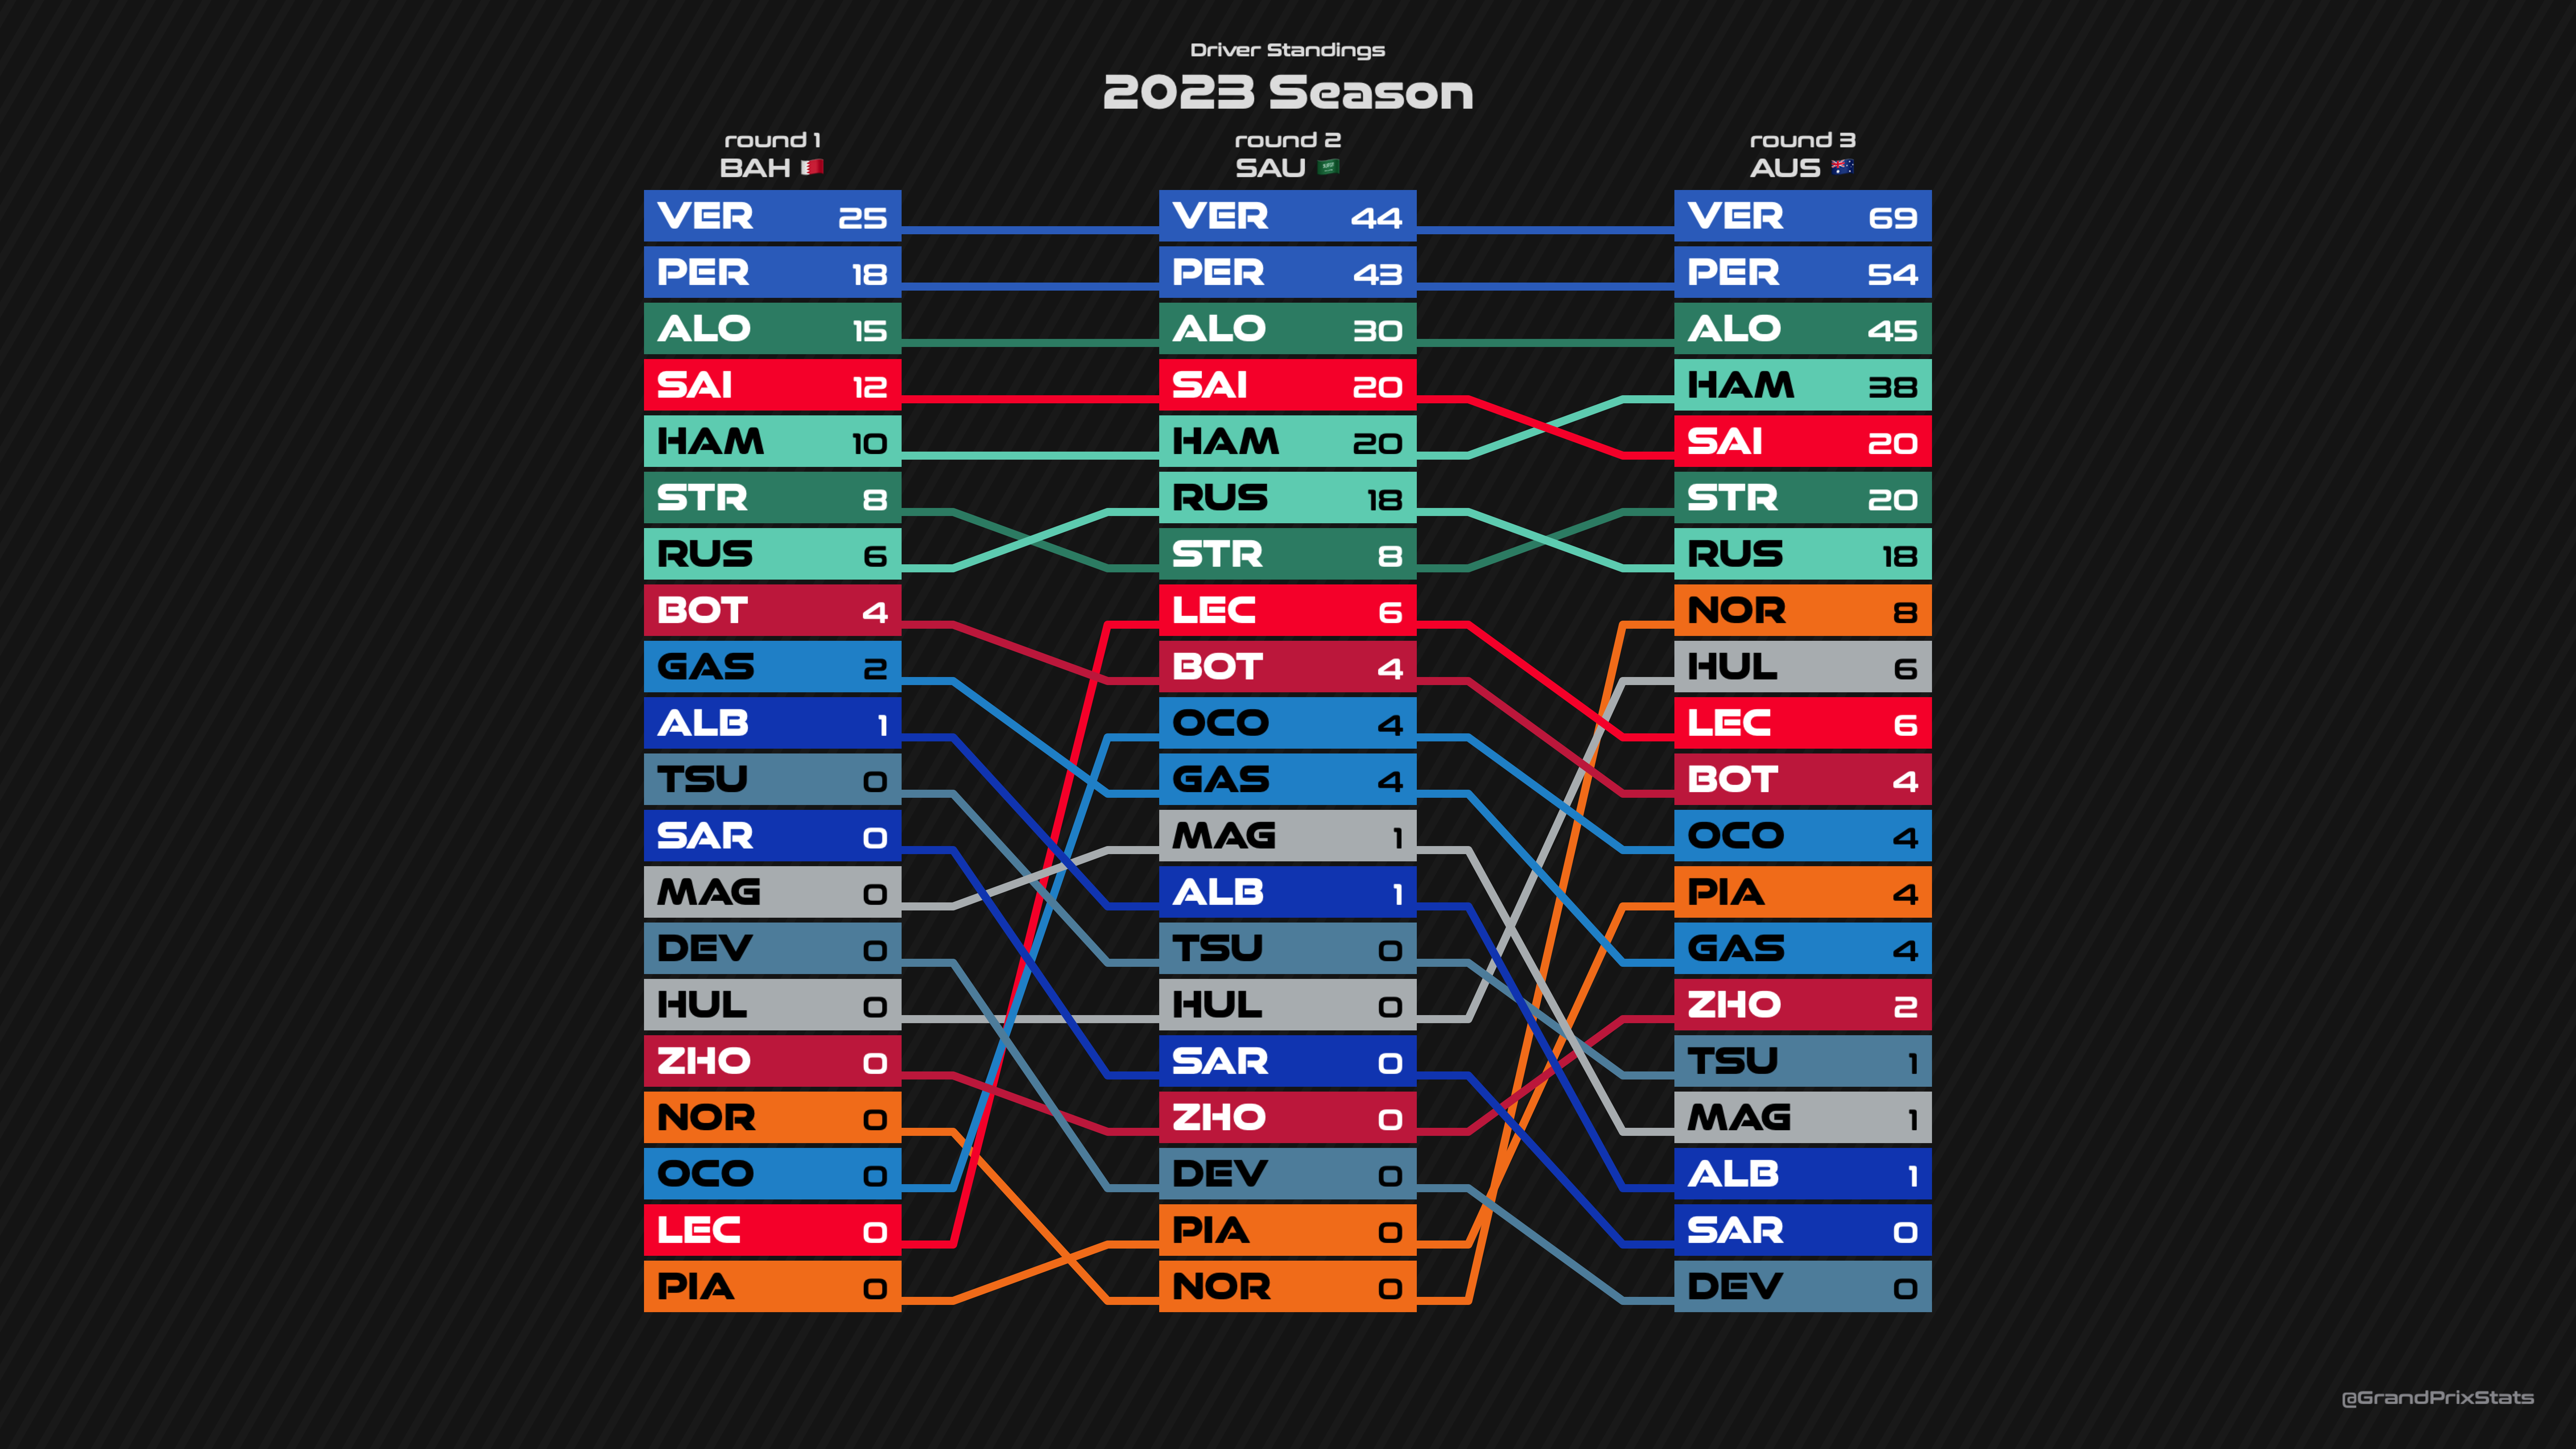 Driver Standings
2023 Season
round 1
BAH
VER 25
PER 18
ALO 15
SAI 12
HAM 10
STR 8
RUS 6
BOT 4
GAS 2
ALB 1
TSU 0
SAR 0
MAG 0
DEV 0
HUL 0
ZHO 0
NOR 0
OCO 0
LEC 0
PIA 0
round 2
SAU
VER 44
PER 43
ALO 30
SAI 20
HAM 20
RUS 18
STR 8
LEC 6
BOT 4
OCO 4
GAS 4
MAG 1
ALB 1
TSU 0
HUL 0
SAR 0
ZHO 0
DEV 0
PIA 0
NOR 0
round 3
AUS
VER 69
PER 54
ALO 45
HAM 38
SAI 20
STR 20
RUS 18
NOR 8
HUL 6
LEC 6
BOT 4
OCO 4
PIA 4
GAS 4
ZHO 2
TSU 1
MAG 1
ALB 1
SAR 0
DEV 0
@GrandPrixStats